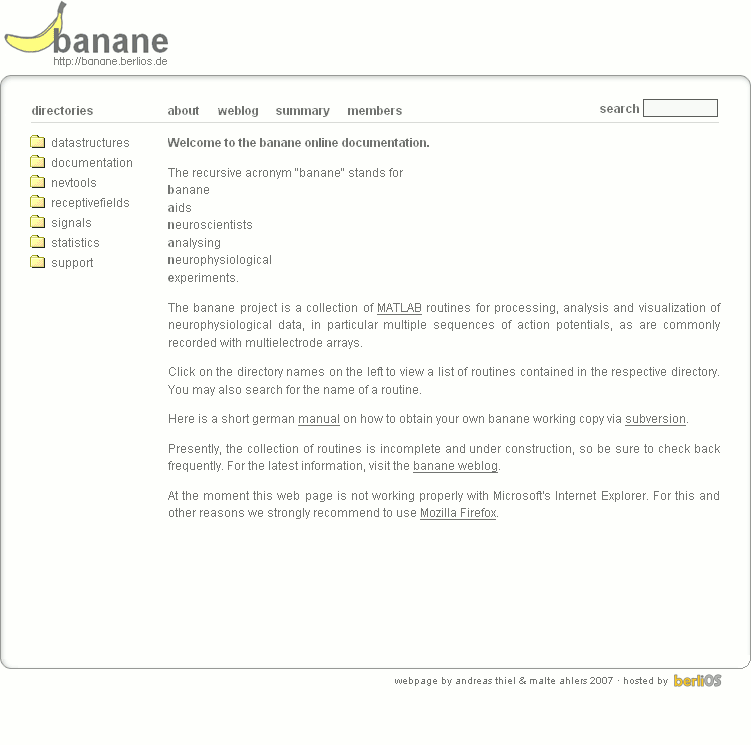 banane
http://banane.berlios.de
directories
about weblog summary members
search
datastructures
documentation
nevtools
receptivefields
signals
statistics
support
Welcome to the banane online documentation.
The recursive acronym "banane" stands for
banane
aids
neuroscientists
analysing
neurophysiological
experiments.
The banane project is a collection of MATLAB routines for processing, analysis and visualization of
neurophysiological data, in particular multiple sequences of action potentials, as are commonly
recorded with multielectrode arrays.
Click on the directory names on the left to view a list of routines contained in the respective directory.
You may also search for the name of a routine.
Here is a short german manual on how to obtain your own banane working copy via subversion.
Presently, the collection of routines is incomplete and under construction, so be sure to check back
frequently. For the latest information, visit the banane weblog.
At the moment this web page is not working properly with Microsoft's Internet Explorer. For this and
other reasons we strongly recommend to use Mozilla Firefox.
webpage by andreas thiel & malte ahlers 2007 · hosted by berliOS